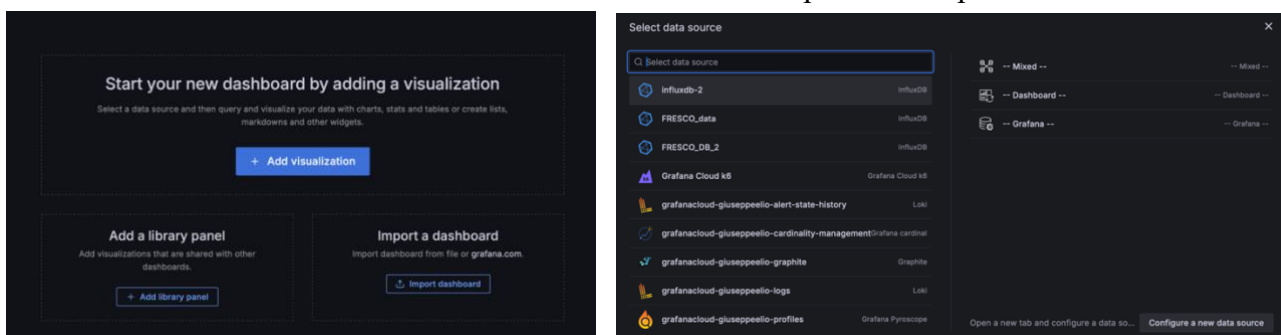 Start your new dashboard by adding a visualization
Select a data source and then query and visualize your data with charts, stats and tables or create lists,
markdowns and other widgets.
+ Add visualization
Add a library panel
Add visualizations that are shared with other
dashboards.
+ Add library panel
Import a dashboard
Import dashboard from file or grafana.com.
Import dashboard
Select data source
Select data source
influxdb-2 InfluxDB
FRESCO_data InfluxDB
FRESCO_DB_2 InfluxDB
Grafana Cloud k6 Grafana Cloud k6
grafanacloud-giuseppeelio-alert-state-history Loki
grafanacloud-giuseppeelio-cardinality-management Grafana cardinal
grafanacloud-giuseppeelio-graphite Graphite
grafanacloud-giuseppeelio-logs Loki
grafanacloud-giuseppeelio-profiles Grafana Pyroscope
-- Mixed -- -- Mixed --
-- Dashboard -- -- Dashboard --
-- Grafana -- -- Grafana --
Open a new tab and configure a data so... Configure a new data source